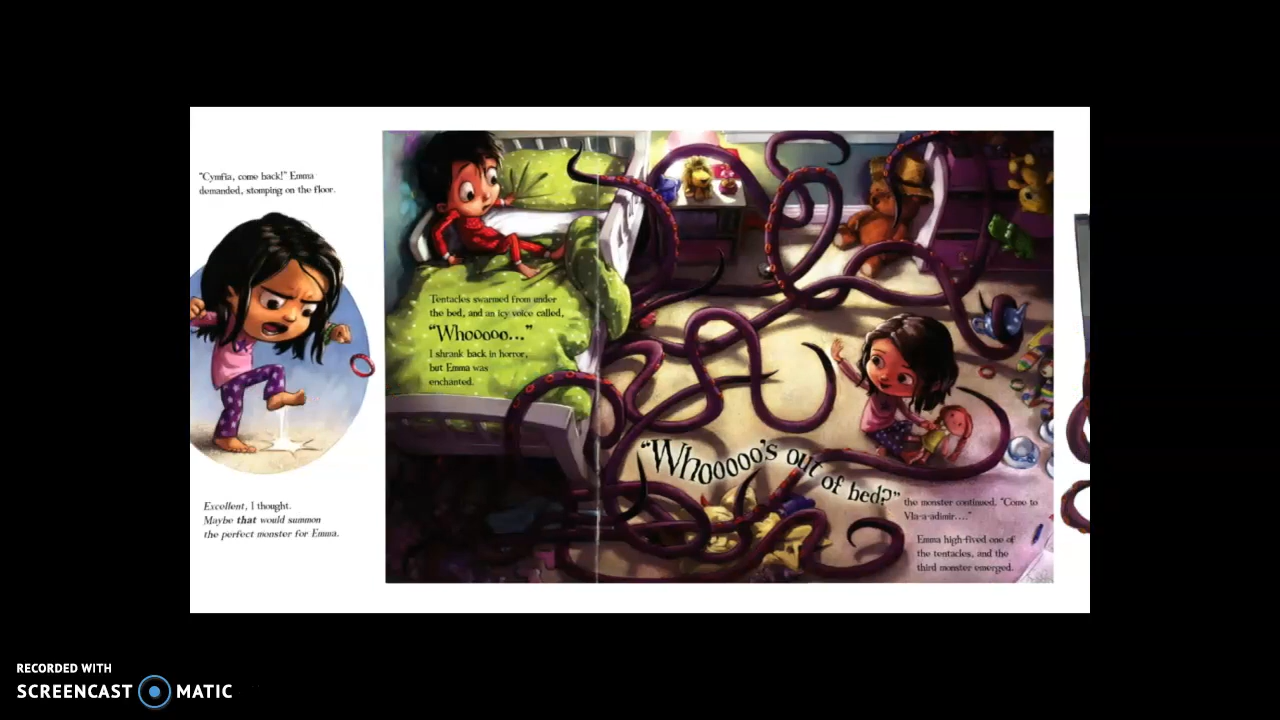 "Cymfia, come back!" Emma
demanded, stomping on the floor.
Excellent, I thought.
Maybe that would summon
the perfect monster for Emma.
Tentacles swarmed from under
the bed, and an icy voice called,
"Whooooo..."
I shrank back in horror,
but Emma was
enchanted.
"Whooooo's out of bed?"
the monster continued. "Come to
Vla-a-adimir...."
Emma high-fived one of
the tentacles, and the
third monster emerged.
RECORDED WITH
SCREENCAST MATIC